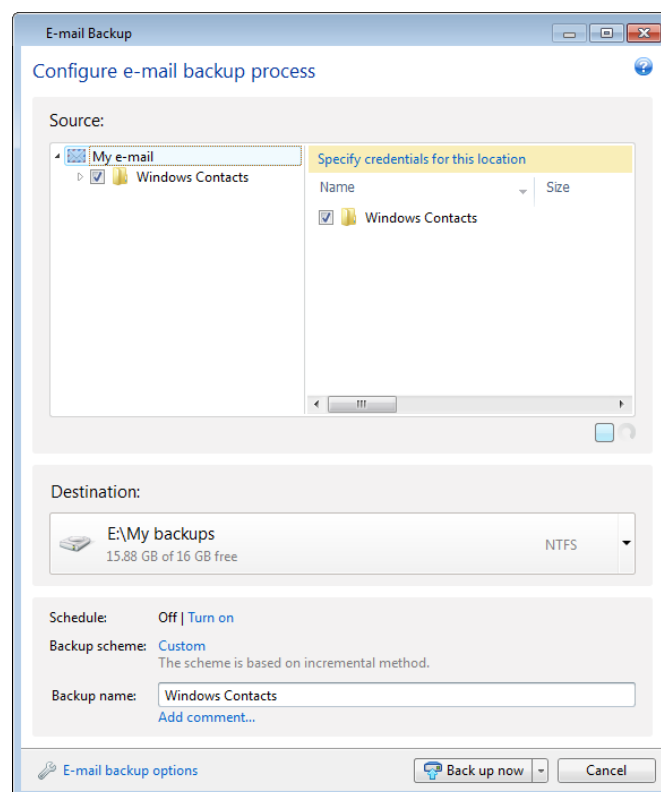 E-mail Backup
Configure e-mail backup process
Source:
My e-mail
Windows Contacts
Specify credentials for this location
Name Size
Windows Contacts
Destination:
E:\My backups
15.88 GB of 16 GB free
NTFS
Schedule: Off | Turn on
Backup scheme: Custom
The scheme is based on incremental method.
Backup name: Windows Contacts
Add comment...
E-mail backup options Back up now Cancel